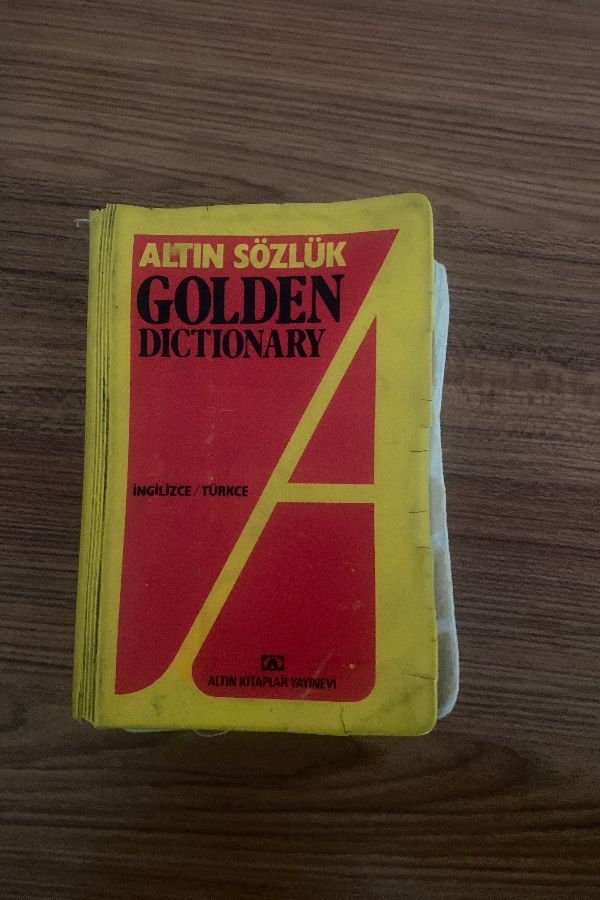 ALTIN SÖZLÜK
GOLDEN
DICTIONARY
İNGİLİZCE / TÜRKCE
ALTIN KİTAPLAR YAYINEVİ